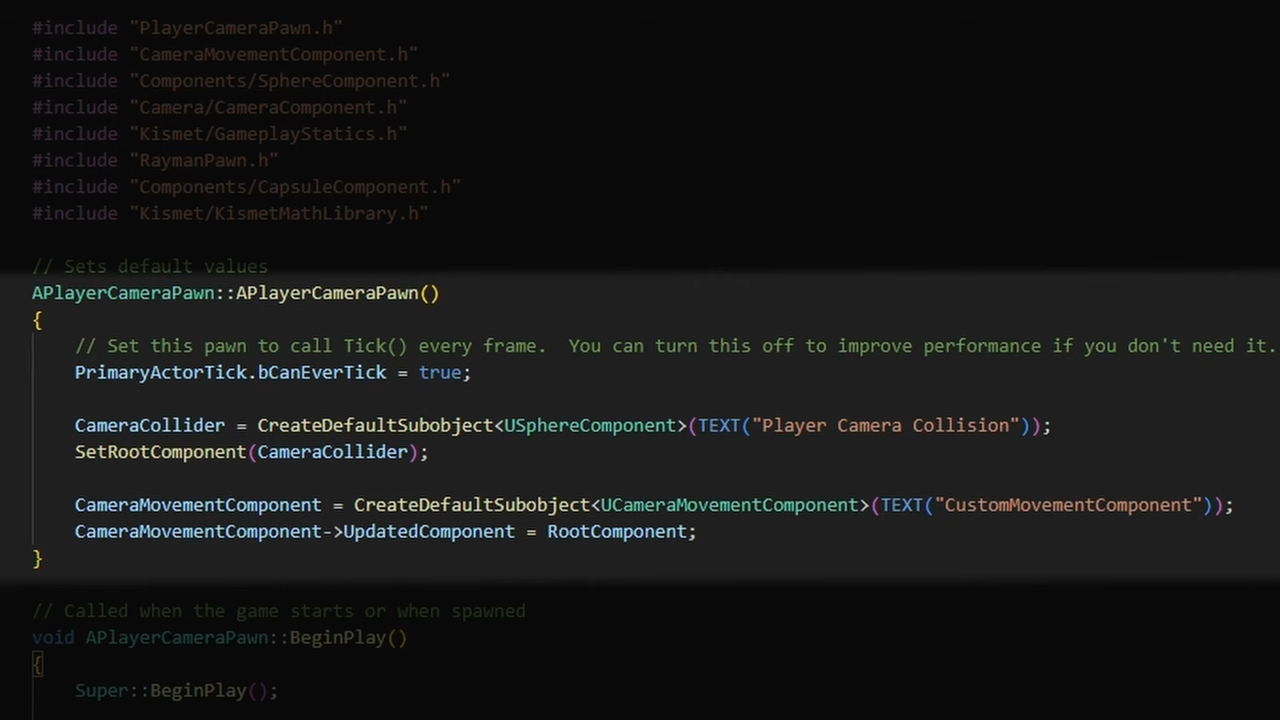 #include "PlayerCameraPawn.h"
#include "CameraMovementComponent.h"
#include "Components/SphereComponent.h"
#include "Camera/CameraComponent.h"
#include "Kismet/GameplayStatics.h"
#include "RaymanPawn.h"
#include "Components/CapsuleComponent.h"
#include "Kismet/KismetMathLibrary.h"
// Sets default values
APlayerCameraPawn::APlayerCameraPawn()
{
// Set this pawn to call Tick() every frame.  You can turn this off to improve performance if you don't need it.
PrimaryActorTick.bCanEverTick = true;
CameraCollider = CreateDefaultSubobject<USphereComponent>(TEXT("Player Camera Collision"));
SetRootComponent(CameraCollider);
CameraMovementComponent = CreateDefaultSubobject<UCameraMovementComponent>(TEXT("CustomMovementComponent"));
CameraMovementComponent->UpdatedComponent = RootComponent;
}
// Called when the game starts or when spawned
void APlayerCameraPawn::BeginPlay()
{
Super::BeginPlay();